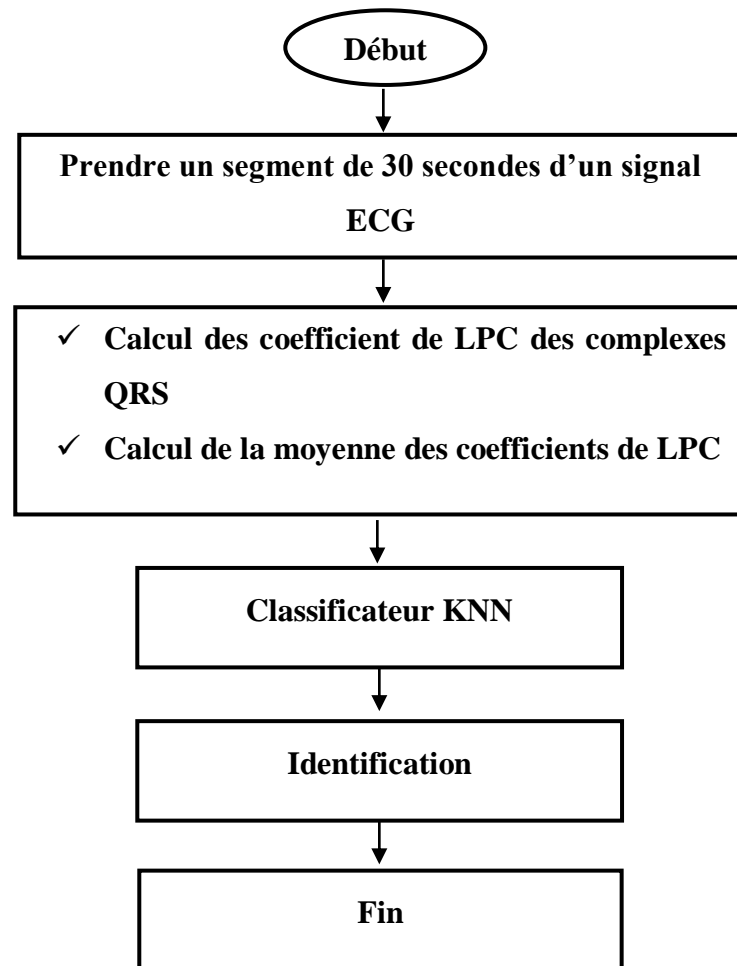 Début
Prendre un segment de 30 secondes d’un signal
ECG
✓ Calcul des coefficient de LPC des complexes
QRS
✓ Calcul de la moyenne des coefficients de LPC
Classificateur KNN
Identification
Fin